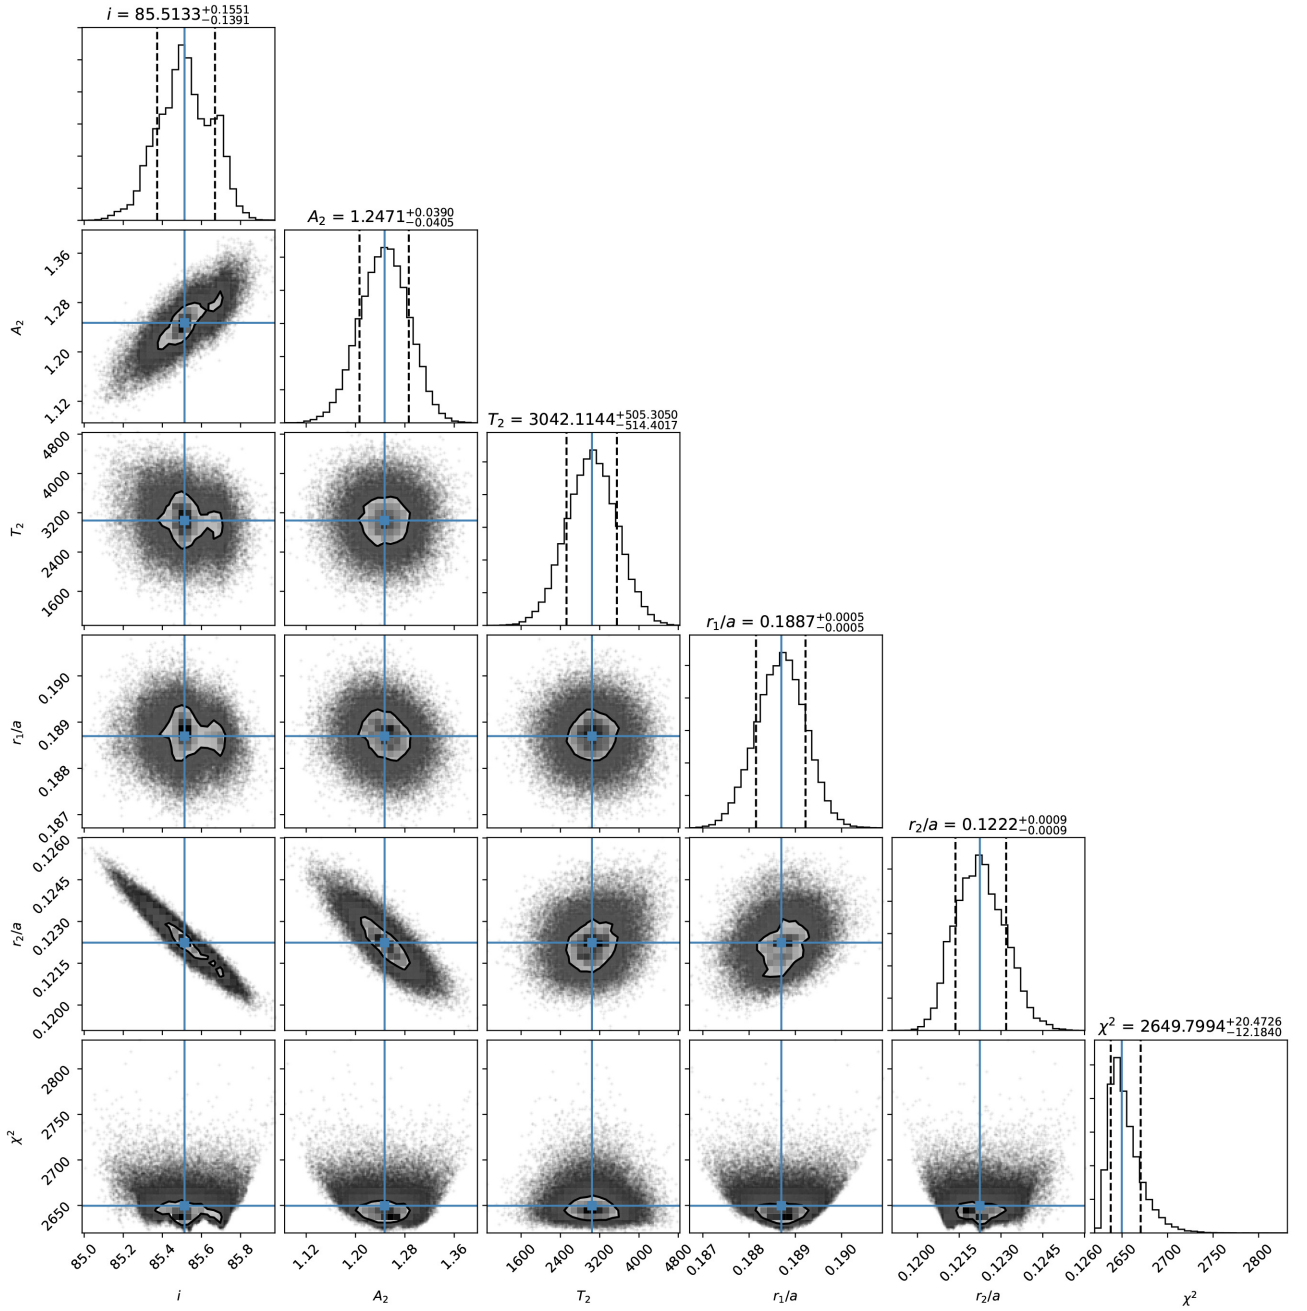 i = 85.5133+0.1551−0.1391
A2 = 1.2471+0.0390−0.0405
1.36
1.28
1.20
1.12
A2
T2 = 3042.1144+505.3050−514.4017
4800
4000
3200
2400
1600
T2
r1/a = 0.1887+0.0005−0.0005
0.190
0.189
0.188
0.187
r1/a
r2/a = 0.1222+0.0009−0.0009
0.1260
0.1245
0.1230
0.1215
0.1200
r2/a
χ2 = 2649.7994+20.4726−12.1840
2800
2750
2700
2650
χ2
85.0 85.2 85.4 85.6 85.8 1.12 1.20 1.28 1.36 1600 2400 3200 4000 4800 0.187 0.188 0.189 0.190 0.1200 0.1215 0.1230 0.1245 0.1260 2650 2700 2750 2800
i A2 T2 r1/a r2/a χ2